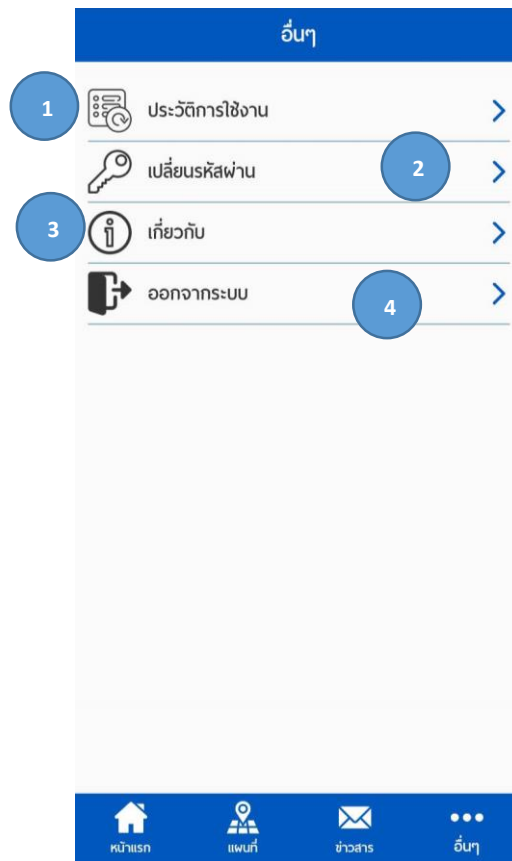 อื่นๆ
1
ประวัติการใช้งาน
เปลี่ยนรหัสผ่าน
2
3
เกี่ยวกับ
ออกจากระบบ
4
หน้าแรก
แผนที่
ข่าวสาร
อื่นๆ